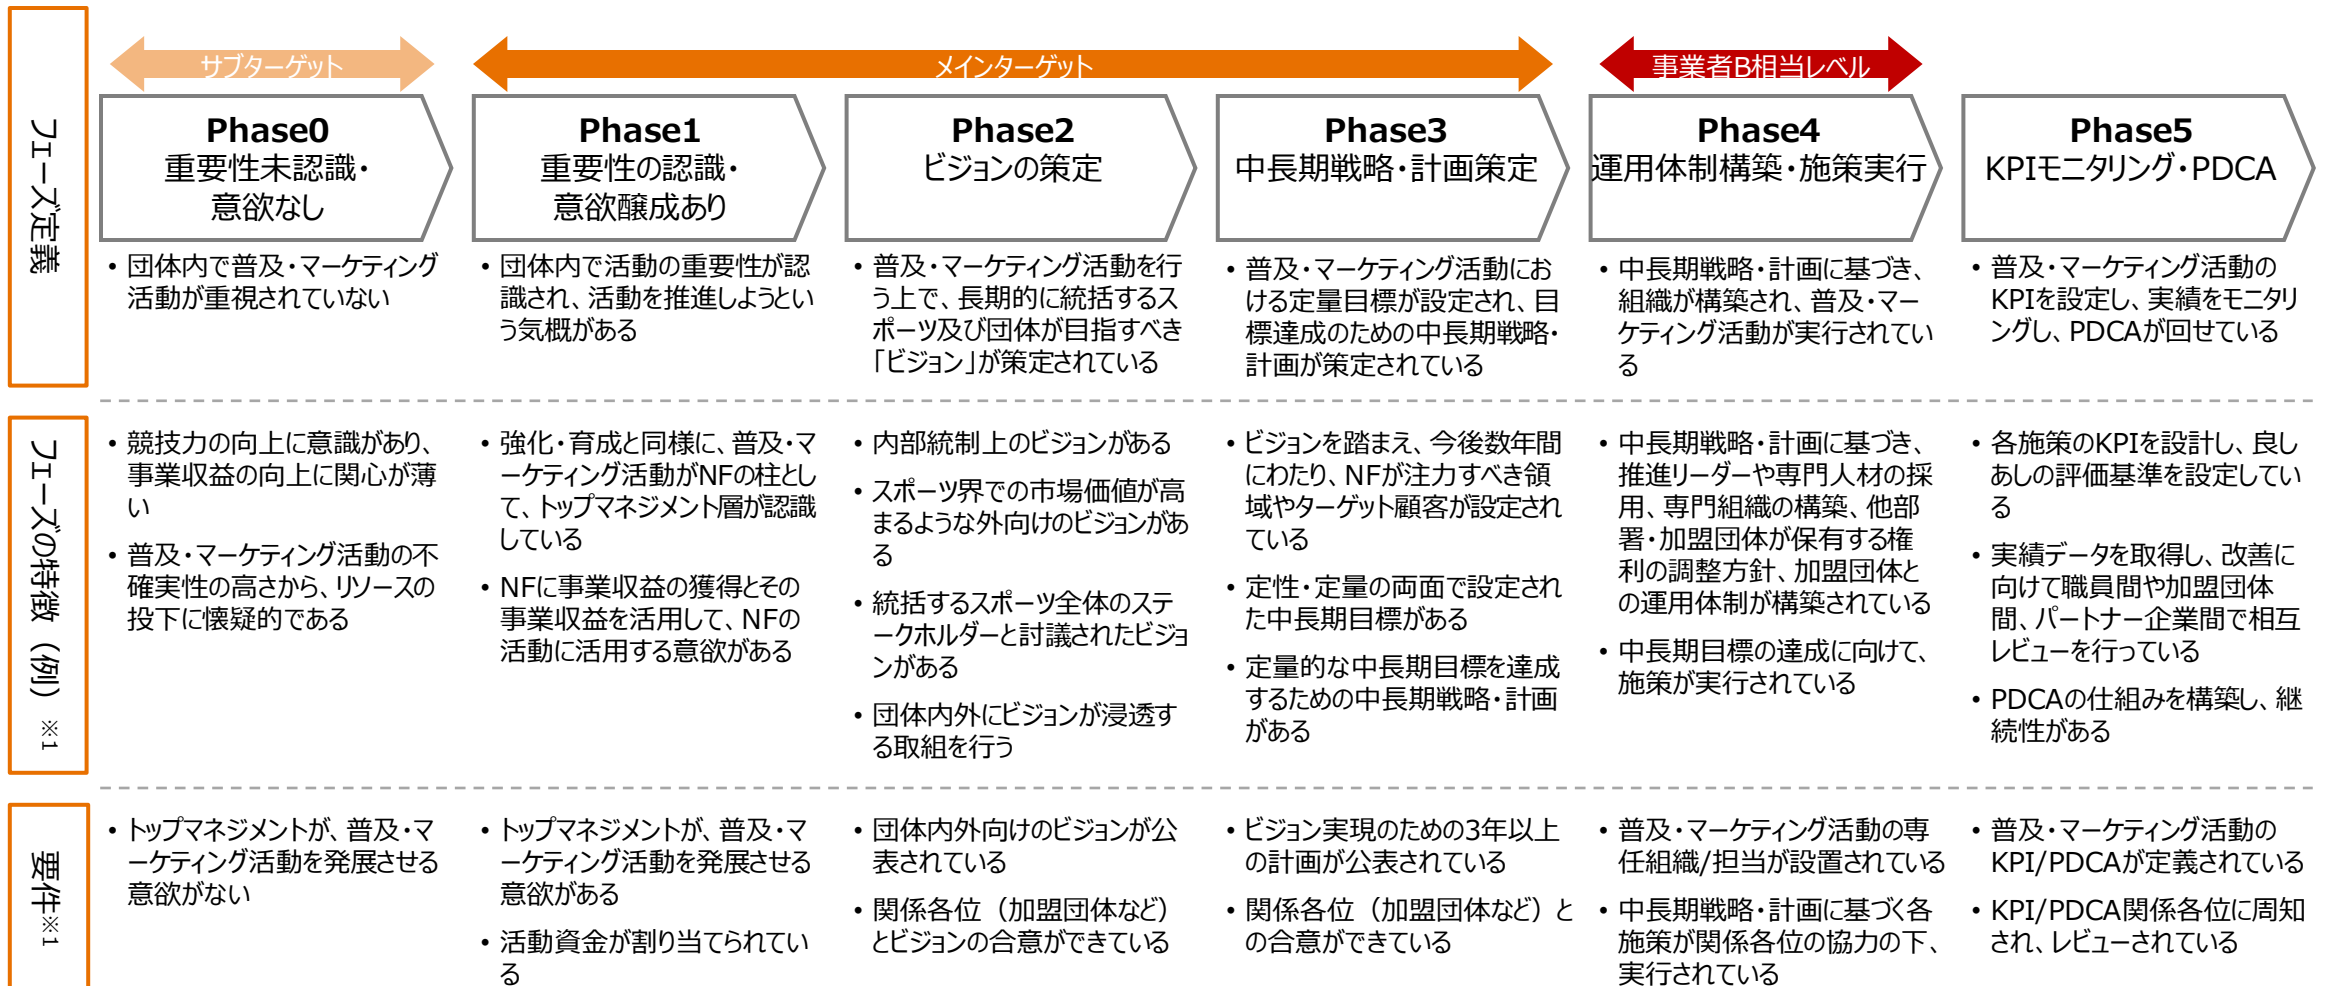 サブターゲット
メインターゲット
事業者B相当レベル
フェーズ定義
Phase0
重要性未認識・
意欲なし
Phase1
重要性の認識・
意欲醸成あり
Phase2
ビジョンの策定
Phase3
中長期戦略・計画策定
Phase4
運用体制構築・施策実行
Phase5
KPIモニタリング・PDCA
• 団体内で普及・マーケティング
活動が重視されていない
• 団体内で活動の重要性が認
識され、活動を推進しようとい
う気概がある
• 普及・マーケティング活動を行
う上で、長期的に統括するス
ポーツ及び団体が目指すべき
「ビジョン」が策定されている
• 普及・マーケティング活動にお
ける定量目標が設定され、目
標達成のための中長期戦略・
計画が策定されている
• 中長期戦略・計画に基づき、
組織が構築され、普及・マー
ケティング活動が実行されてい
る
• 普及・マーケティング活動の
KPIを設定し、実績をモニタリ
ングし、PDCAが回せている
フェーズの特徴（例）※1
• 競技力の向上に意識があり、
事業収益の向上に関心が薄
い
• 普及・マーケティング活動の不
確実性の高さから、リソースの
投下に懐疑的である
• 強化・育成と同様に、普及・マ
ーケティング活動がNFの柱とし
て、トップマネジメント層が認識
している
• NFに事業収益の獲得とその
事業収益を活用して、NFの
活動に活用する意欲がある
• 内部統制上のビジョンがある
• スポーツ界での市場価値が高
まるような外向けのビジョンがあ
る
• 統括するスポーツ全体のステ
ークホルダーと討議されたビジョ
ンがある
• 団体内外にビジョンが浸透す
る取組を行う
• ビジョンを踏まえ、今後数年間
にわたり、NFが注力すべき領
域やターゲット顧客が設定され
ている
• 定性・定量の両面で設定され
た中長期目標がある
• 定量的な中長期目標を達成
するための中長期戦略・計画
がある
• 中長期戦略・計画に基づき、
推進リーダーや専門人材の採
用、専門組織の構築、他部
署・加盟団体が保有する権
利の調整方針、加盟団体と
の運用体制が構築されている
• 中長期目標の達成に向けて、
施策が実行されている
• 各施策のKPIを設計し、良し
あしの評価基準を設定してい
る
• 実績データを取得し、改善に
向けて職員間や加盟団体
間、パートナー企業間で相互
レビューを行っている
• PDCAの仕組みを構築し、継
続性がある
要件※1
• トップマネジメントが、普及・マ
ーケティング活動を発展させる
意欲がない
• トップマネジメントが、普及・マ
ーケティング活動を発展させる
意欲がある
• 活動資金が割り当てられてい
る
• 団体内外向けのビジョンが公
表されている
• 関係各位（加盟団体など）
とビジョンの合意ができている
• ビジョン実現のための3年以上
の計画が公表されている
• 関係各位（加盟団体など）と
の合意ができている
• 普及・マーケティング活動の専
任組織/担当が設置されている
• 中長期戦略・計画に基づく各
施策が関係各位の協力の下、
実行されている
• 普及・マーケティング活動の
KPI/PDCAが定義されている
• KPI/PDCA関係各位に周知
され、レビューされている